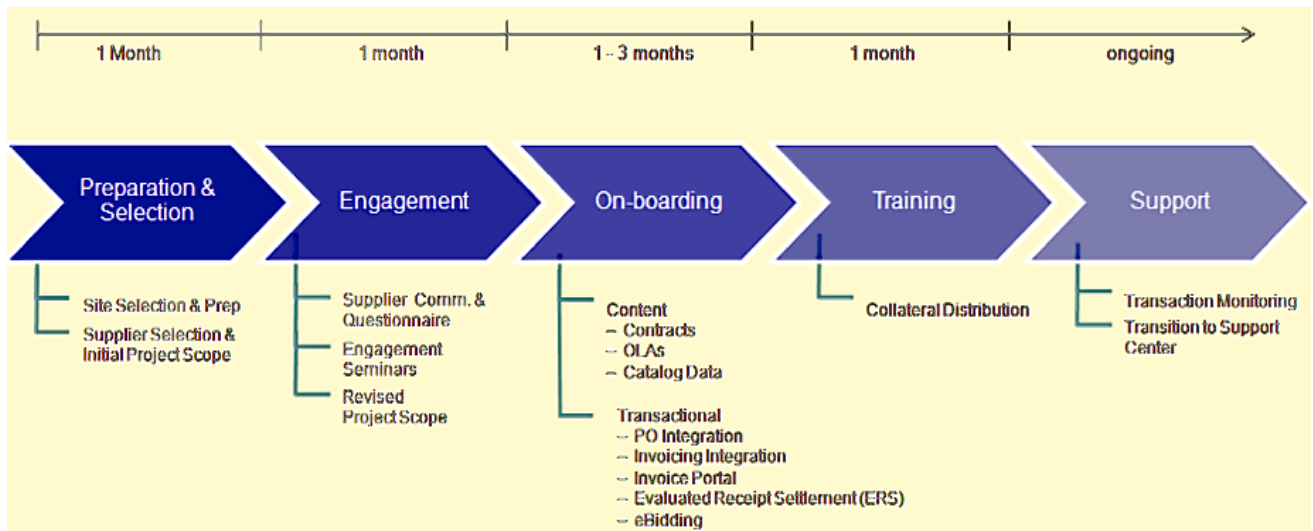 1 Month
1 month
1 – 3 months
1 month
ongoing
Preparation &
Selection
Engagement
On-boarding
Training
Support
Site Selection & Prep
Supplier Selection &
Initial Project Scope
Supplier Comm. &
Questionnaire
Engagement
Seminars
Revised
Project Scope
Content
– Contracts
– OLAs
– Catalog Data
Transactional
– PO Integration
– Invoicing Integration
– Invoice Portal
– Evaluated Receipt Settlement (ERS)
– eBidding
Collateral Distribution
Transaction Monitoring
Transition to Support
Center